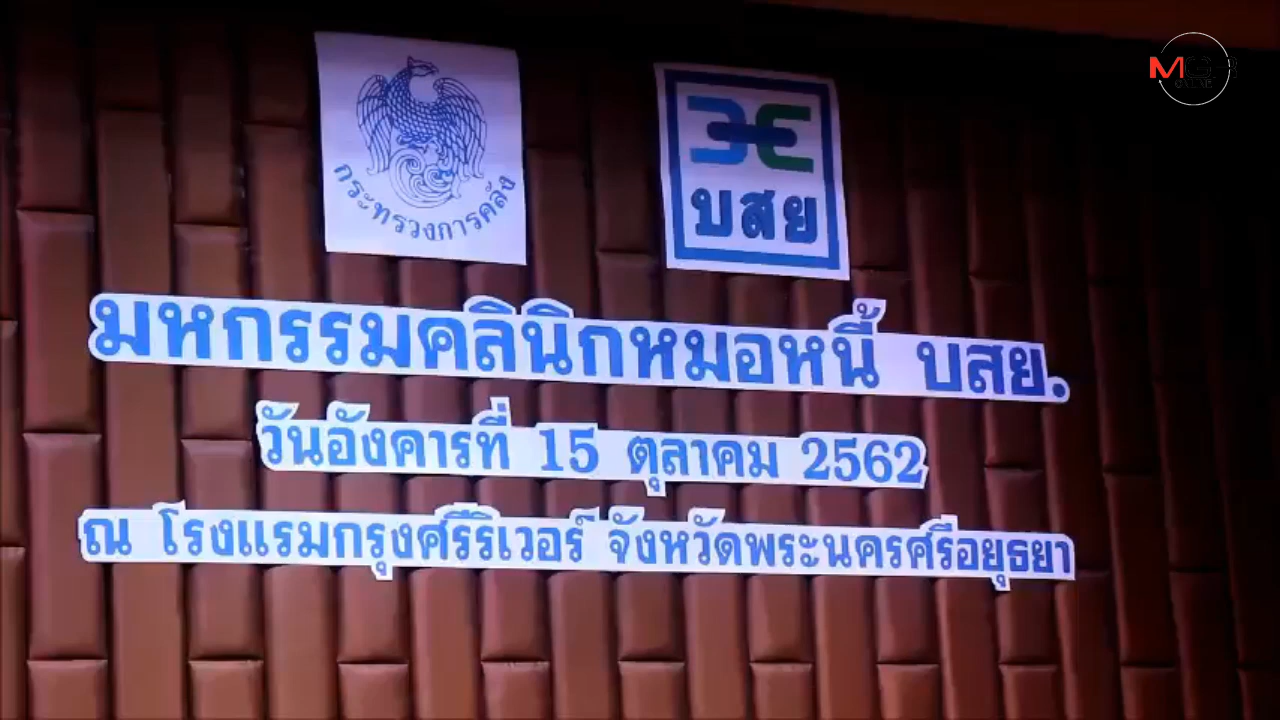 MGR
ONLINE
กระทรวงการคลัง
บสย
มหกรรมคลินิกหมอหนี้ บสย.
วันอังคารที่ 15 ตุลาคม 2562
ณ โรงแรมกรุงศรีริเวอร์ จังหวัดพระนครศรีอยุธยา